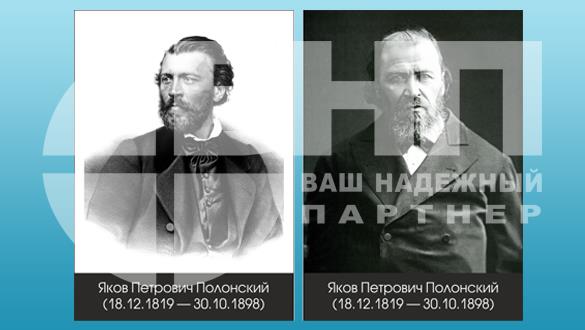 НП
ВАШ НАДЕЖНЫЙ
ПАРТНЕР
Яков Петрович Полонский
(18.12.1819 — 30.10.1898)
Яков Петрович Полонский
(18.12.1819 — 30.10.1898)